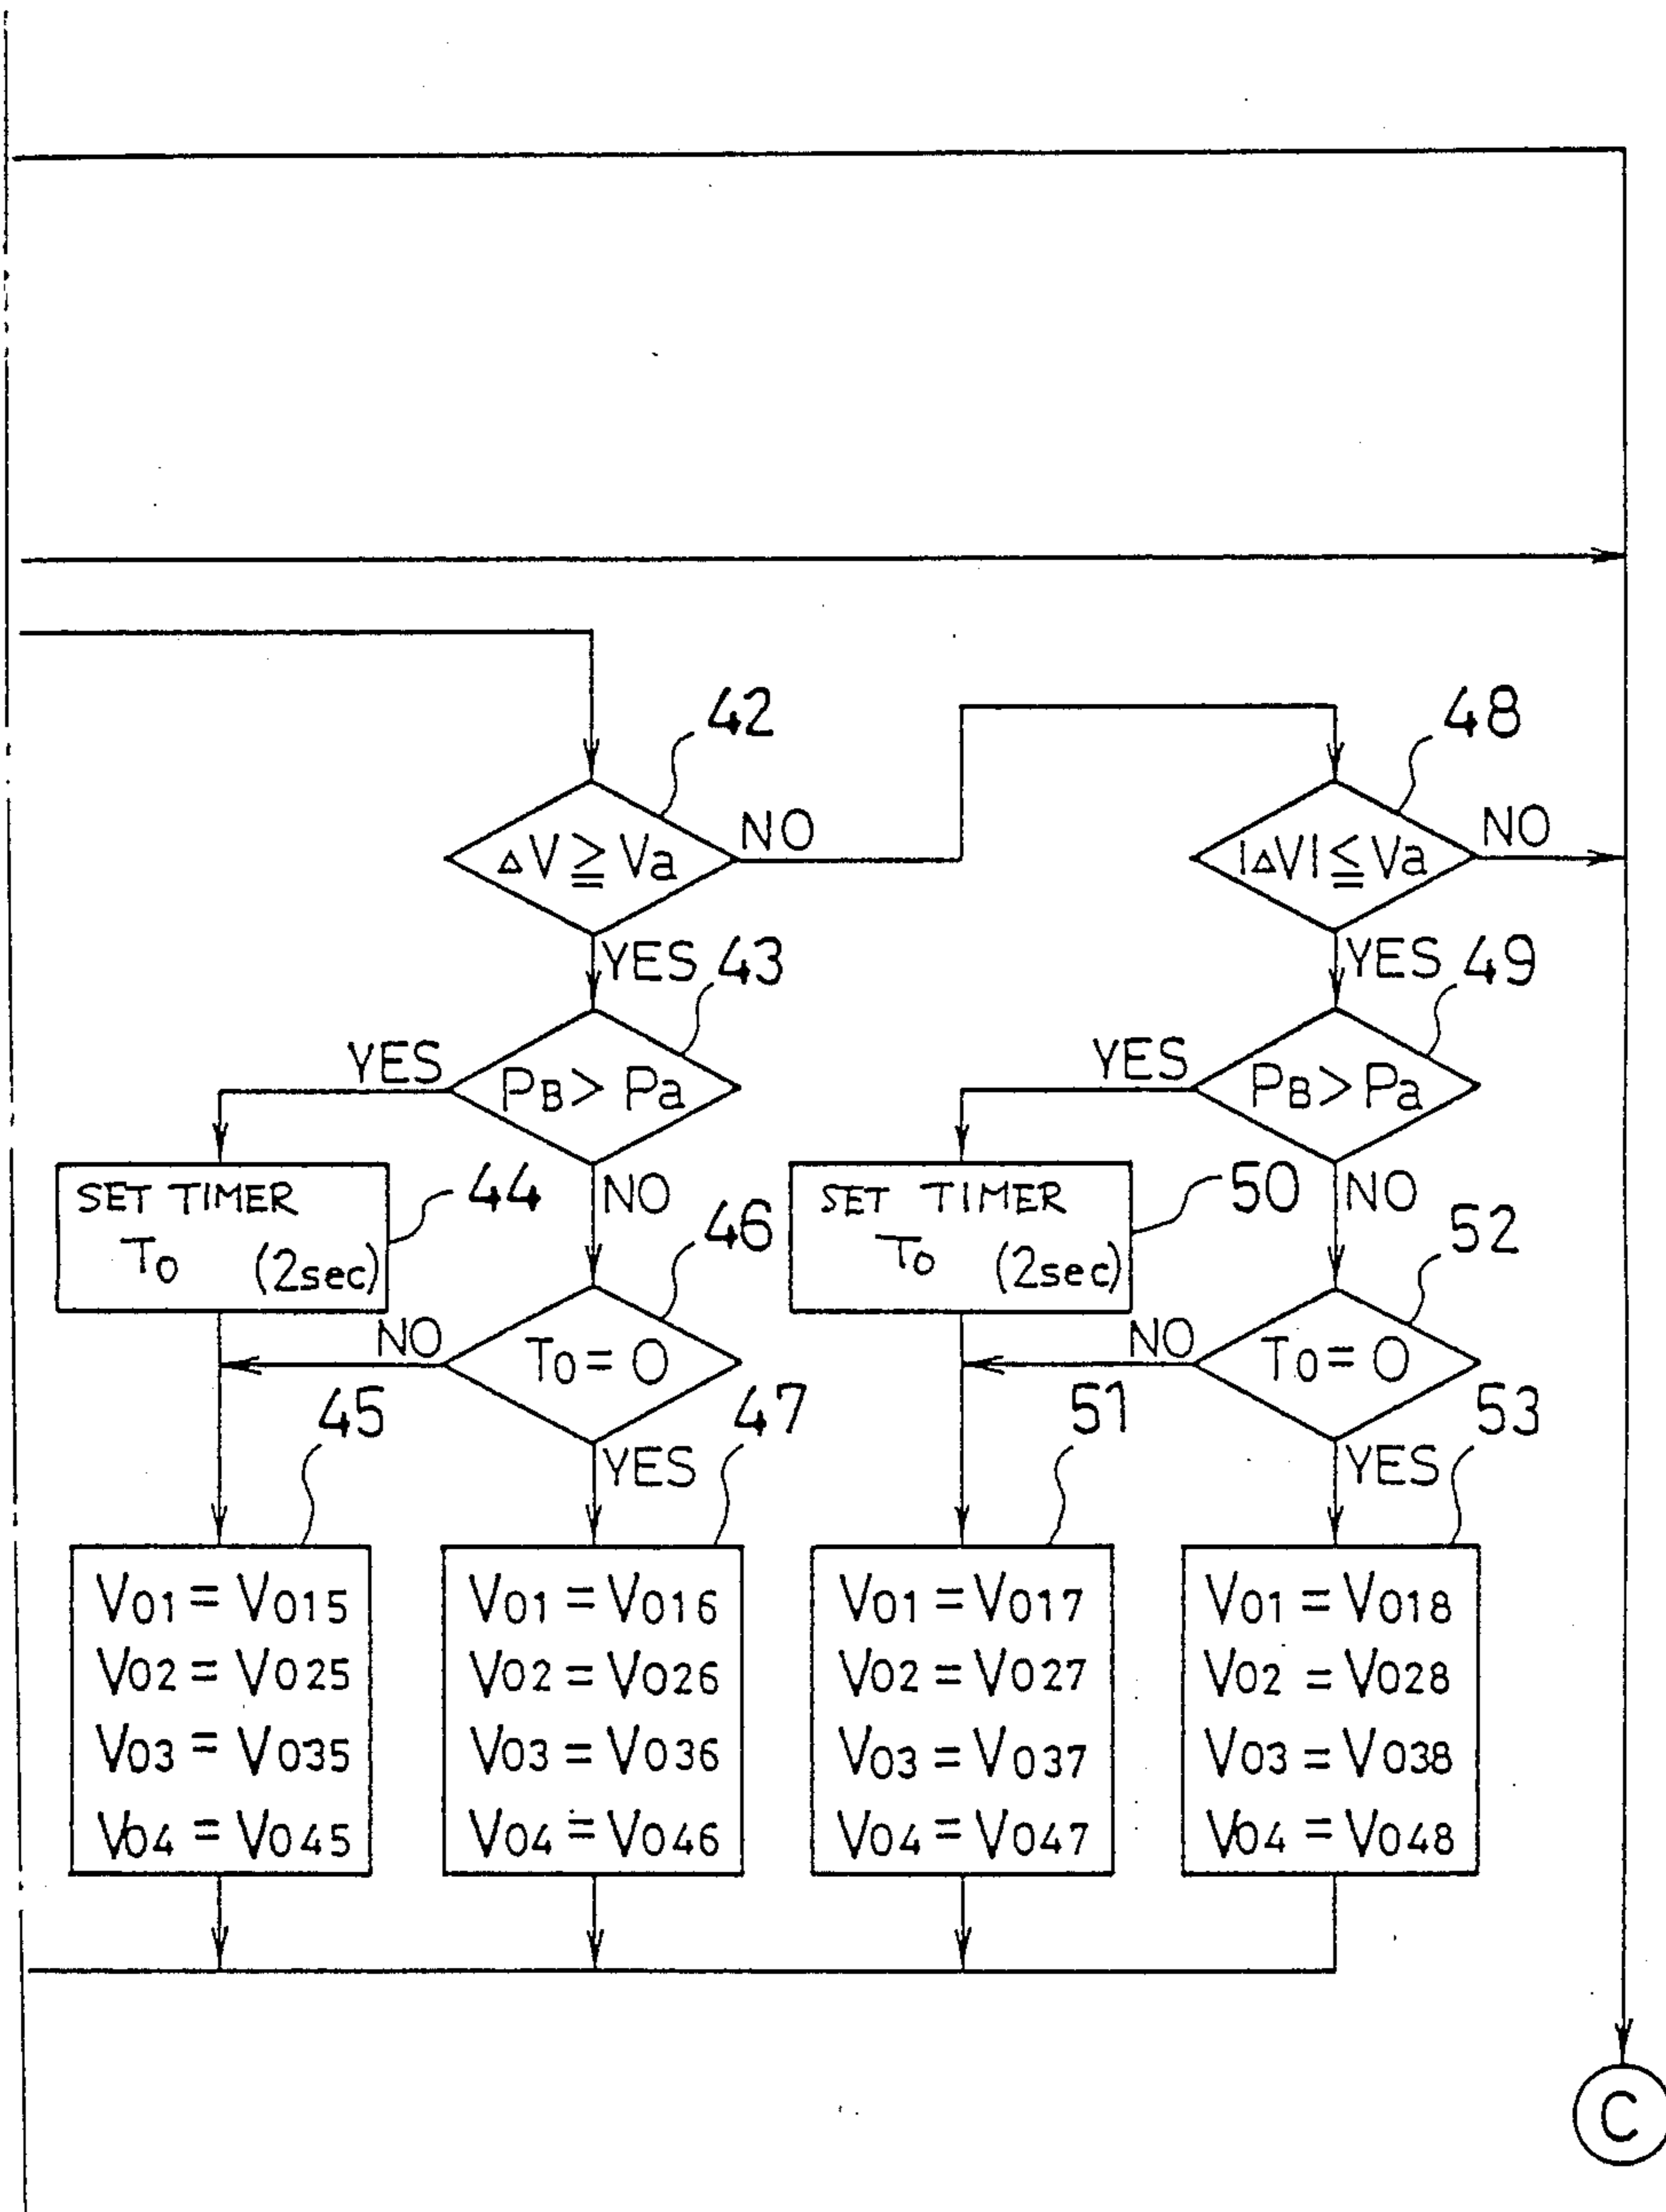 42
48
ΔV ≧ Va
NO
|ΔV| ≦ Va
NO
YES
43
YES
49
YES
PB > Pa
YES
PB > Pa
SET TIMER
T0 (2sec)
44
NO
46
SET TIMER
T0 (2sec)
50
NO
52
NO
T0 = 0
NO
T0 = 0
45
YES
47
51
YES
53
V01 = V015
V02 = V025
V03 = V035
V04 = V045
V01 = V016
V02 = V026
V03 = V036
V04 = V046
V01 = V017
V02 = V027
V03 = V037
V04 = V047
V01 = V018
V02 = V028
V03 = V038
V04 = V048
C